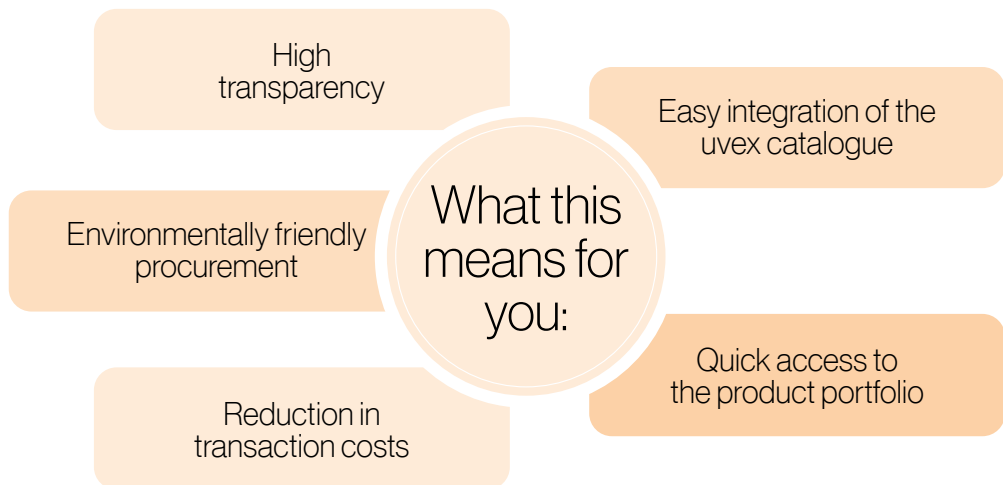 High
transparency
Easy integration of the
uvex catalogue
Environmentally friendly
procurement
What this
means for
you:
Quick access to
the product portfolio
Reduction in
transaction costs